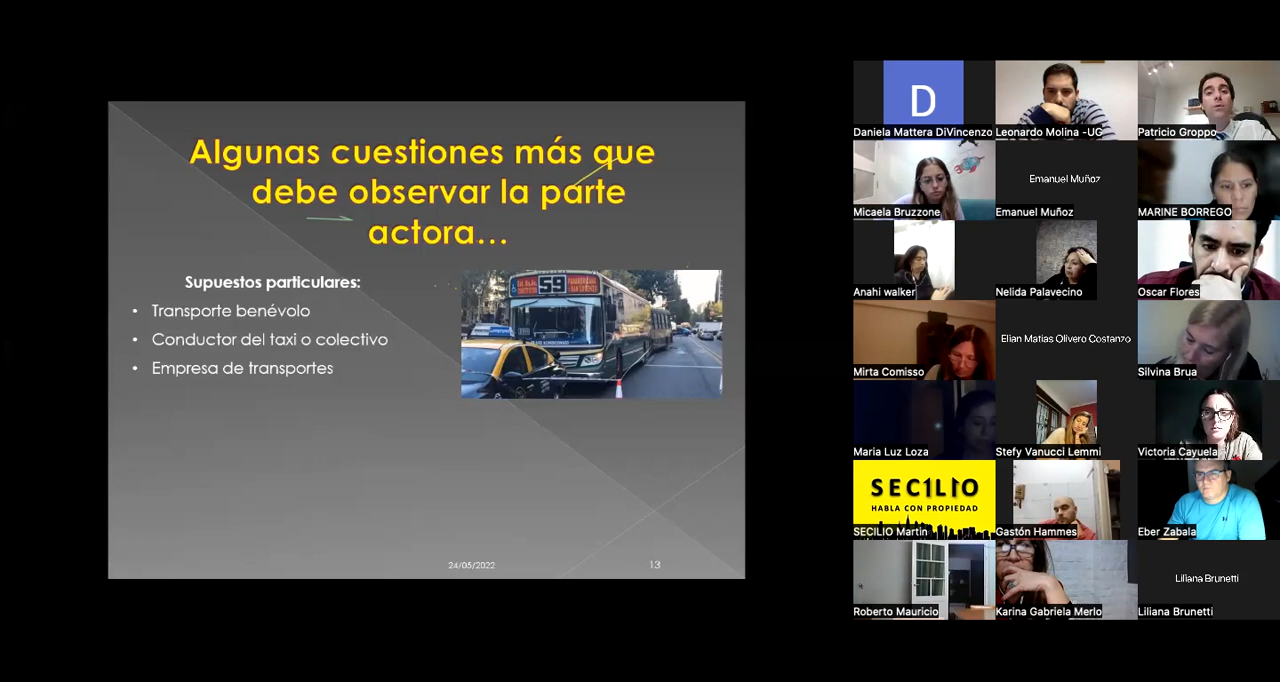 Algunas cuestiones más que
debe observar la parte
actora...
Supuestos particulares:
• Transporte benévolo
• Conductor del taxi o colectivo
• Empresa de transportes
59
24/05/2022
13
D
Daniela Mattera DiVincenzo
Leonardo Molina -UG
Patricio Groppo
Micaela Bruzzone
Emanuel Muñoz
Emanuel Muñoz
MARINE BORREGO
Anahi walker
Nelida Palavecino
Oscar Flores
Mirta Comisso
Elian Matias Olivero Costanzo
Silvina Brua
Maria Luz Loza
Stefy Vanucci Lemmi
Victoria Cayuela
SEC1L1O
HABLA CON PROPIEDAD
SECILIO Martin
Gastón Hammes
Eber Zabala
Roberto Mauricio
Karina Gabriela Merlo
Liliana Brunetti
Liliana Brunetti